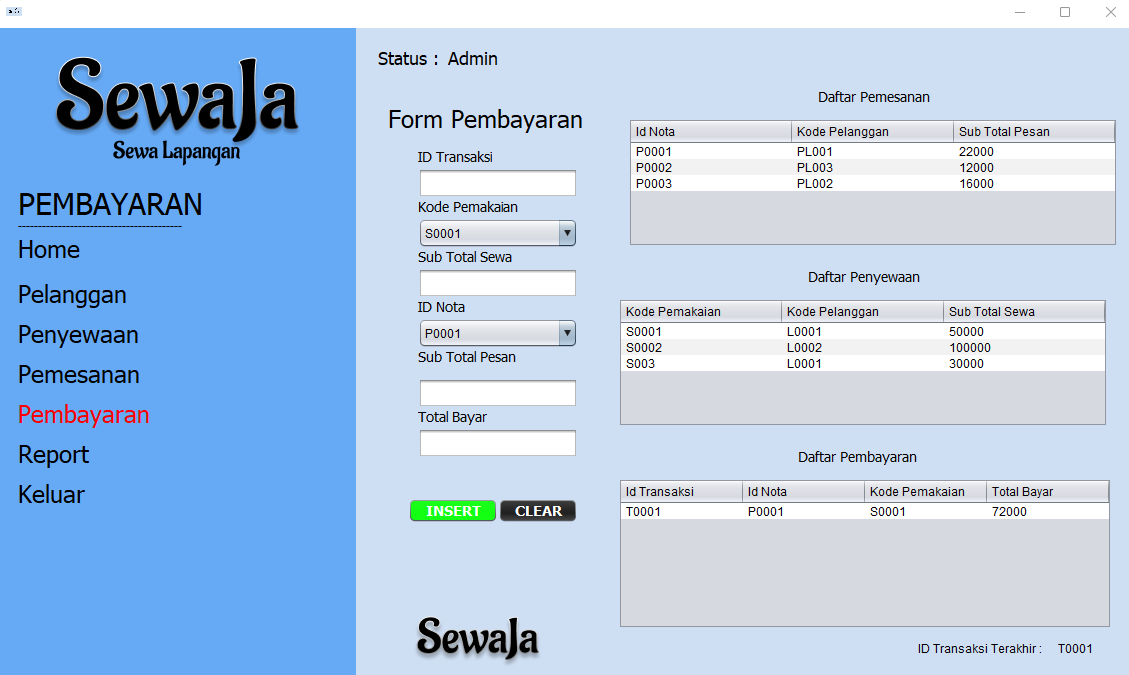 SewaJa
Sewa Lapangan
PEMBAYARAN
Home
Pelanggan
Penyewaan
Pemesanan
Pembayaran
Report
Keluar
Status : Admin
Form Pembayaran
ID Transaksi
Kode Pemakaian
S0001
Sub Total Sewa
ID Nota
P0001
Sub Total Pesan
Total Bayar
INSERT CLEAR
SewaJa
Daftar Pemesanan
Id Nota Kode Pelanggan Sub Total Pesan
P0001 PL001 22000
P0002 PL003 12000
P0003 PL002 16000
Daftar Penyewaan
Kode Pemakaian Kode Pelanggan Sub Total Sewa
S0001 L0001 50000
S0002 L0002 100000
S003 L0001 30000
Daftar Pembayaran
Id Transaksi Id Nota Kode Pemakaian Total Bayar
T0001 P0001 S0001 72000
ID Transaksi Terakhir : T0001